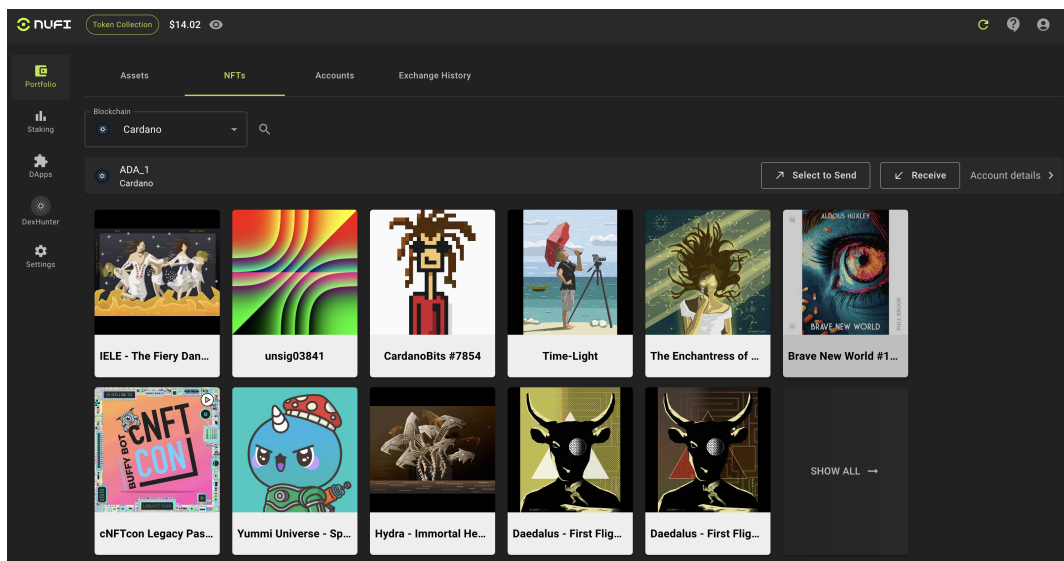 NUFI
Token Collection
$14.02
Portfolio
Staking
DApps
DexHunter
Settings
Assets
NFTs
Accounts
Exchange History
Blockchain
Cardano
ADA_1
Cardano
Select to Send
Receive
Account details
ALDOUS HUXLEY
BRAVE NEW WORLD
FULL EBOOK
IELE - The Fiery Dan...
unsig03841
CardanoBits #7854
Time-Light
The Enchantress of ...
Brave New World #1...
BUFFY BOT
cNFT
CON
cNFTcon Legacy Pas...
Yummi Universe - Sp...
Hydra - Immortal He...
Daedalus - First Flig...
Daedalus - First Flig...
SHOW ALL →